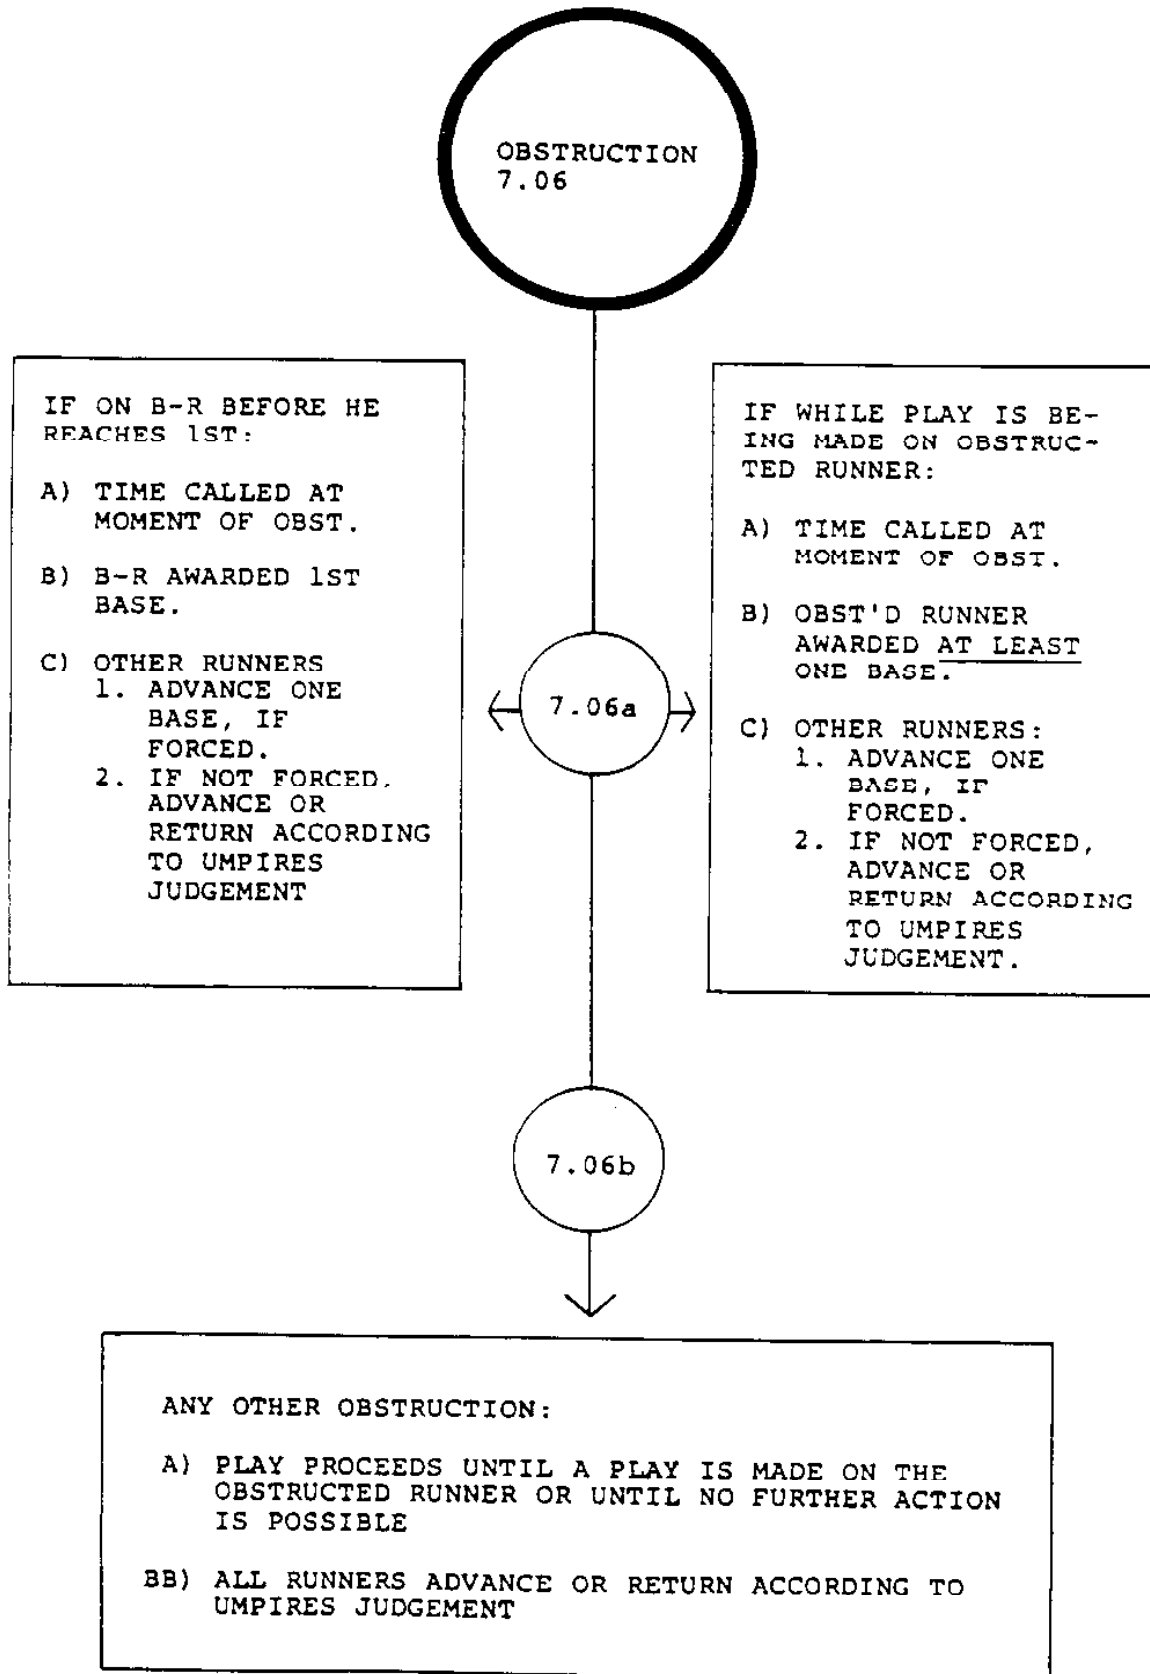 OBSTRUCTION
7.06
IF ON B-R BEFORE HE
REACHES 1ST:
A) TIME CALLED AT
MOMENT OF OBST.
B) B-R AWARDED 1ST
BASE.
C) OTHER RUNNERS
1. ADVANCE ONE
BASE, IF
FORCED.
2. IF NOT FORCED,
ADVANCE OR
RETURN ACCORDING
TO UMPIRES
JUDGEMENT
7.06a
IF WHILE PLAY IS BE-
ING MADE ON OBSTRUC-
TED RUNNER:
A) TIME CALLED AT
MOMENT OF OBST.
B) OBST'D RUNNER
AWARDED AT LEAST
ONE BASE.
C) OTHER RUNNERS:
1. ADVANCE ONE
BASE, IF
FORCED.
2. IF NOT FORCED,
ADVANCE OR
RETURN ACCORDING
TO UMPIRES
JUDGEMENT.
7.06b
ANY OTHER OBSTRUCTION:
A) PLAY PROCEEDS UNTIL A PLAY IS MADE ON THE
OBSTRUCTED RUNNER OR UNTIL NO FURTHER ACTION
IS POSSIBLE
BB) ALL RUNNERS ADVANCE OR RETURN ACCORDING TO
UMPIRES JUDGEMENT